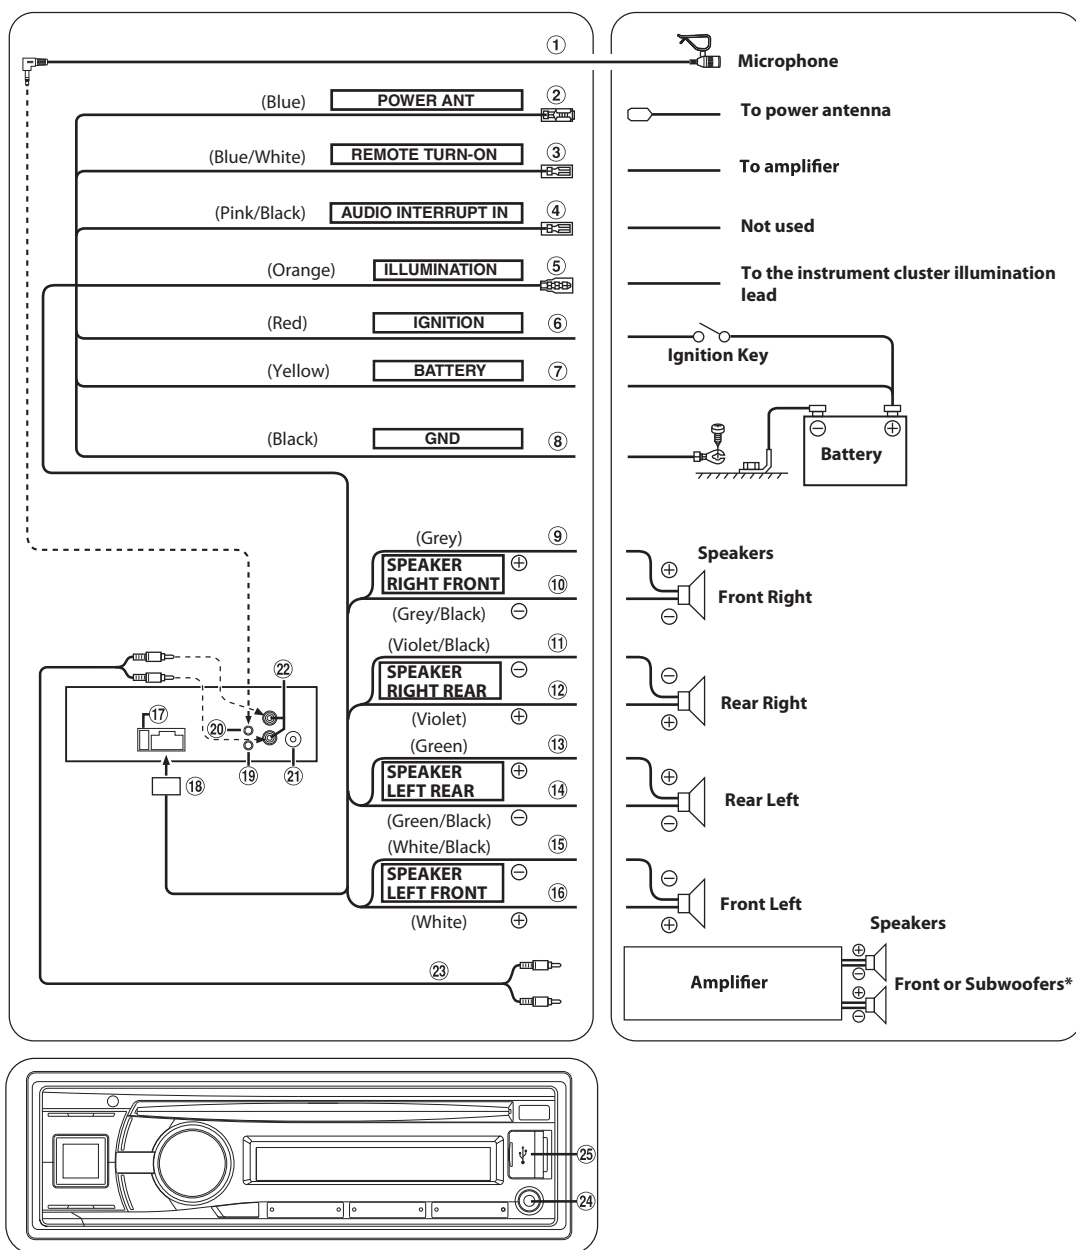 ①
Microphone
(Blue) POWER ANT ② To power antenna
(Blue/White) REMOTE TURN-ON ③ To amplifier
(Pink/Black) AUDIO INTERRUPT IN ④ Not used
(Orange) ILLUMINATION ⑤ To the instrument cluster illumination
lead
(Red) IGNITION ⑥
Ignition Key
(Yellow) BATTERY ⑦
(Black) GND ⑧
⊖ ⊕
Battery
(Grey) ⑨
Speakers
SPEAKER ⊕
RIGHT FRONT ⑩
(Grey/Black) ⊖
⊕
Front Right
⊖
(Violet/Black) ⑪
SPEAKER ⊖
RIGHT REAR ⑫
(Violet) ⊕
⊖
Rear Right
⊕
(Green) ⑬
SPEAKER ⊕
LEFT REAR ⑭
(Green/Black) ⊖
⊕
Rear Left
⊖
(White/Black) ⑮
SPEAKER ⊖
LEFT FRONT ⑯
(White) ⊕
⊖
Front Left
⊕
⑰
⑱
⑲
⑳
㉑
㉒
㉓
Speakers
Amplifier
⊕
⊖
⊕
⊖
Front or Subwoofers*
㉕
㉔